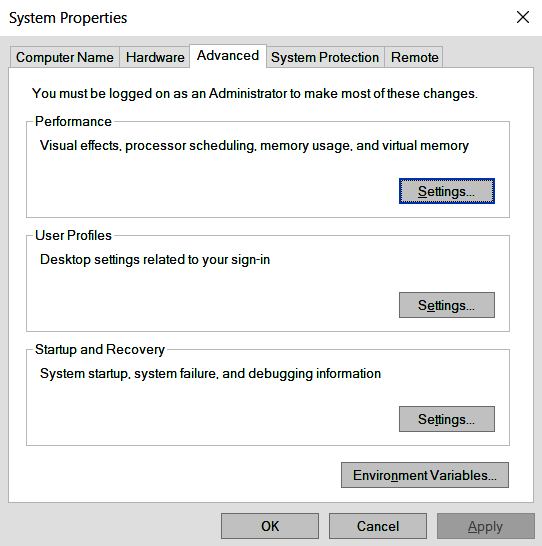 System Properties
Computer Name Hardware Advanced System Protection Remote
You must be logged on as an Administrator to make most of these changes.
Performance
Visual effects, processor scheduling, memory usage, and virtual memory
Settings...
User Profiles
Desktop settings related to your sign-in
Settings...
Startup and Recovery
System startup, system failure, and debugging information
Settings...
Environment Variables...
OK Cancel Apply